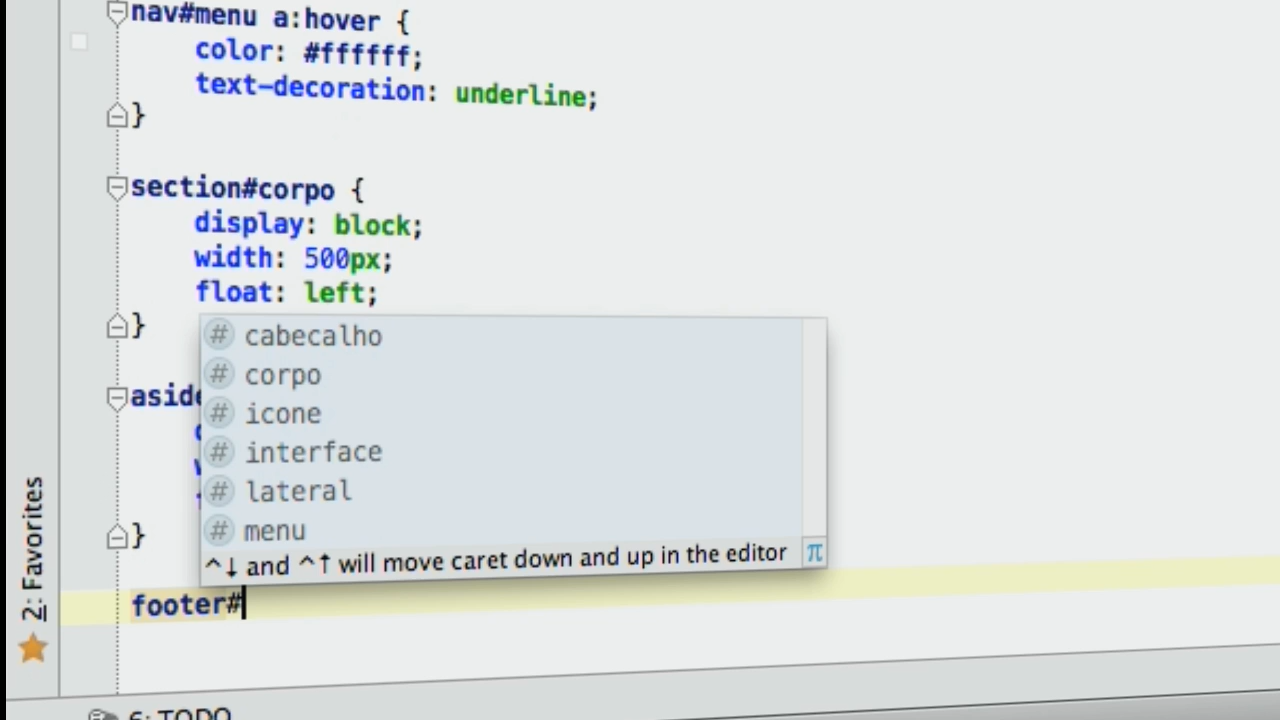 nav#menu a:hover {
color: #ffffff;
text-decoration: underline;
}
section#corpo {
display: block;
width: 500px;
float: left;
}
aside
}
# cabecalho
# corpo
# icone
# interface
# lateral
# menu
^↓ and ^↑ will move caret down and up in the editor π
footer#
2: Favorites
6: TODO